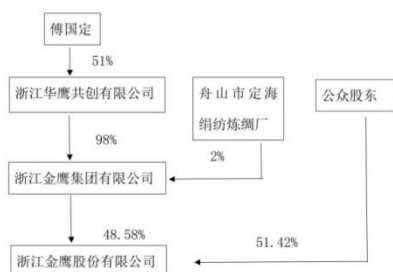 傅国定
51%
浙江华鹰共创有限公司
舟山市定海
绢纺炼绸厂
公众股东
98%
2%
浙江金鹰集团有限公司
48.58%
51.42%
浙江金鹰股份有限公司